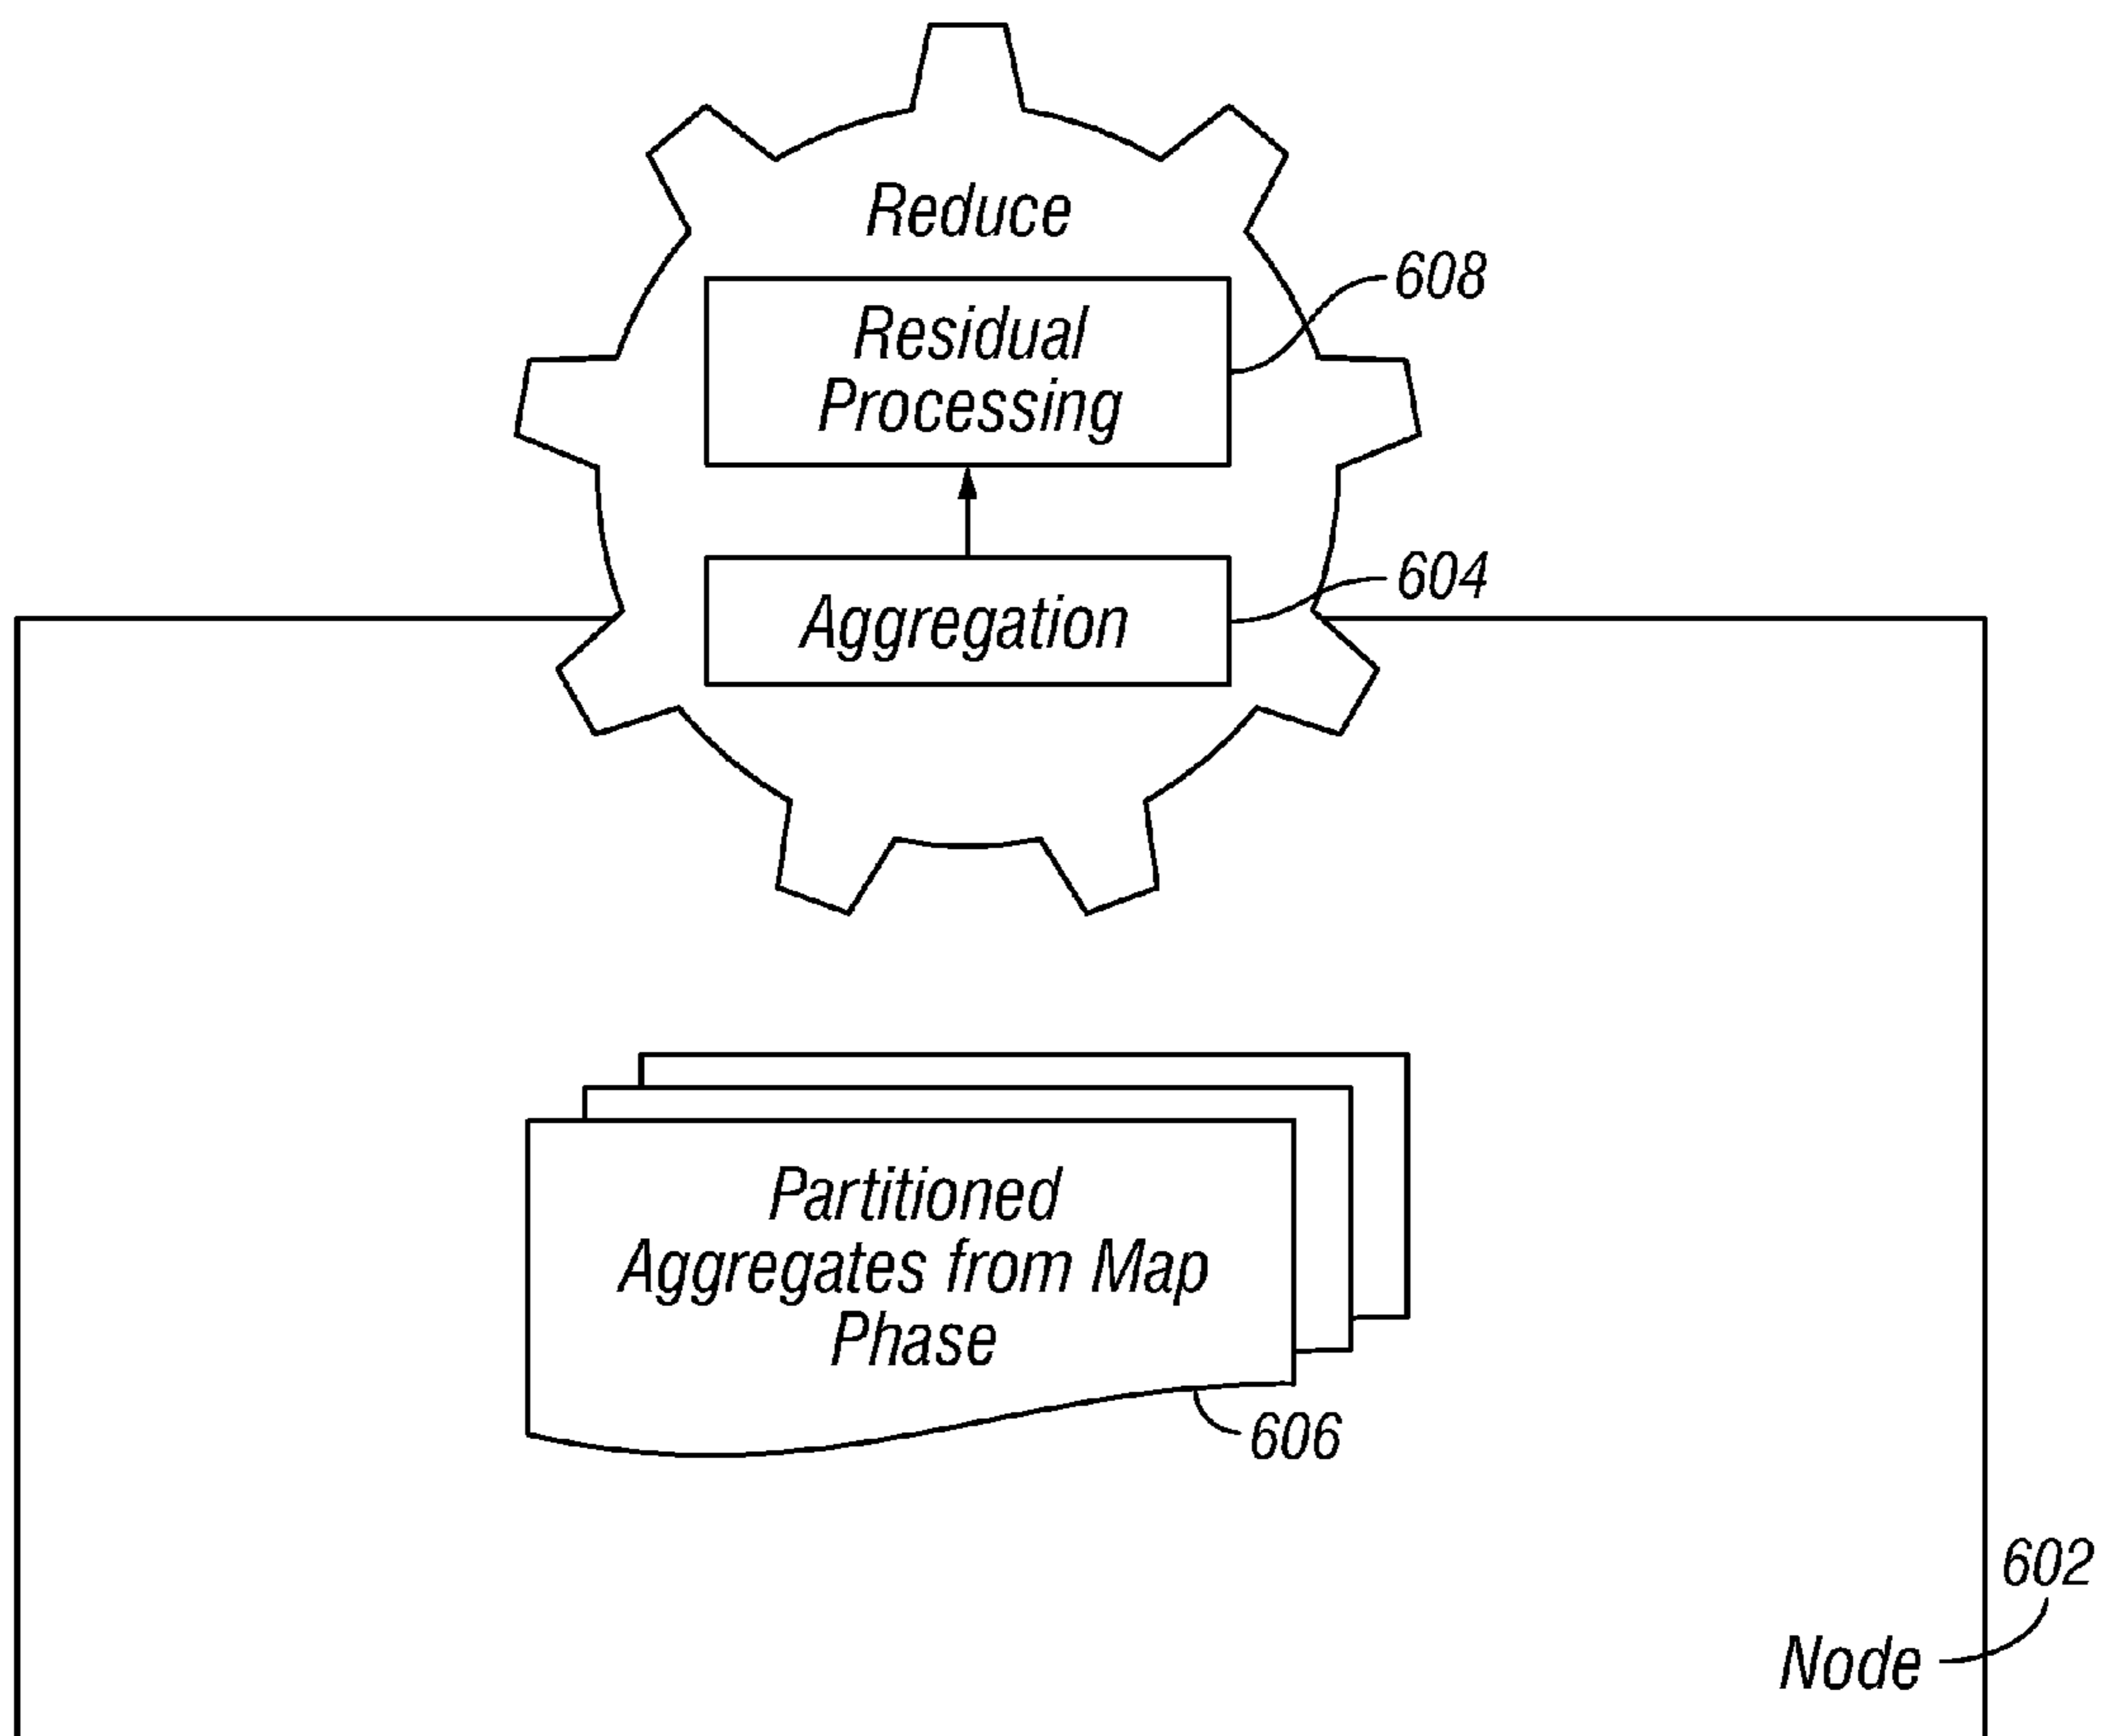 Reduce
608
Residual
Processing
604
Aggregation
Partitioned
Aggregates from Map
Phase
606
602
Node